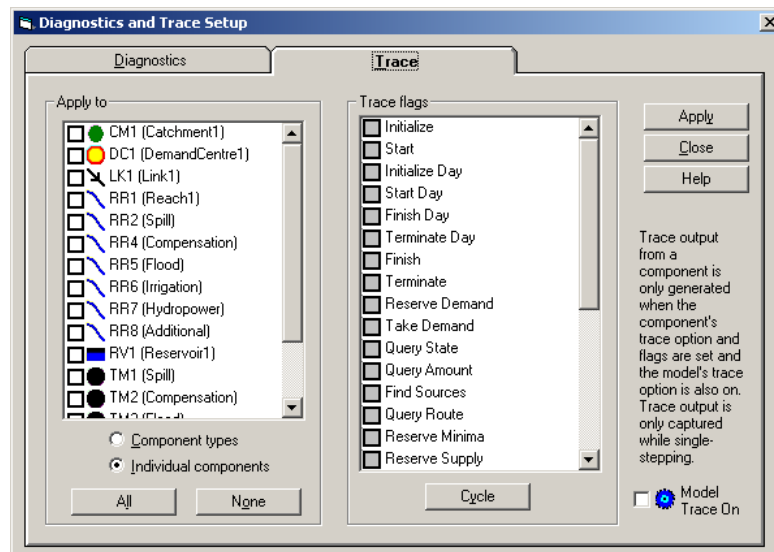 Diagnostics and Trace Setup
Diagnostics
Trace
Apply to
CM1 (Catchment1)
DC1 (DemandCentre1)
LK1 (Link1)
RR1 (Reach1)
RR2 (Spill)
RR4 (Compensation)
RR5 (Flood)
RR6 (Irrigation)
RR7 (Hydropower)
RR8 (Additional)
RV1 (Reservoir1)
TM1 (Spill)
TM2 (Compensation)
TM3 (Flood)
Component types
Individual components
All
None
Trace flags
Initialize
Start
Initialize Day
Start Day
Finish Day
Terminate Day
Finish
Terminate
Reserve Demand
Take Demand
Query State
Query Amount
Find Sources
Query Route
Reserve Minima
Reserve Supply
Cycle
Apply
Close
Help
Trace output
from a
component is
only generated
when the
component's
trace option and
flags are set and
the model's trace
option is also on.
Trace output is
only captured
while single-
stepping.
Model
Trace On